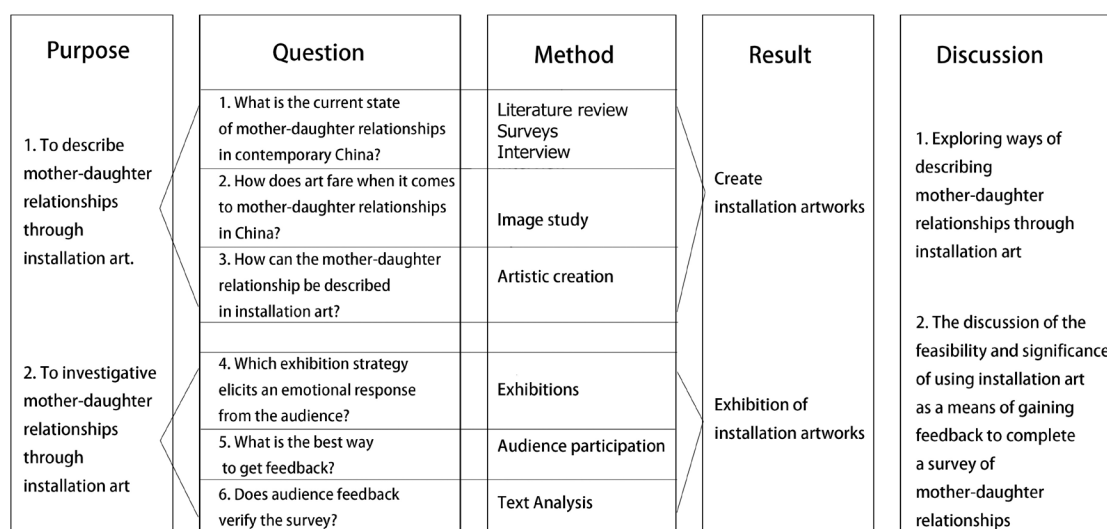 Purpose
1. To describe
mother-daughter
relationships
through
installation art.
2. To investigative
mother-daughter
relationships
through
installation art
Question
1. What is the current state
of mother-daughter relationships
in contemporary China?
2. How does art fare when it comes
to mother-daughter relationships
in China?
3. How can the mother-daughter
relationship be described
in installation art?
4. Which exhibition strategy
elicits an emotional response
from the audience?
5. What is the best way
to get feedback?
6. Does audience feedback
verify the survey?
Method
Literature review
Surveys
Interview
Image study
Artistic creation
Exhibitions
Audience participation
Text Analysis
Result
Create
installation artworks
Exhibition of
installation artworks
Discussion
1. Exploring ways of
describing
mother-daughter
relationships through
installation art
2. The discussion of the
feasibility and significance
of using installation art
as a means of gaining
feedback to complete
a survey of
mother-daughter
relationships